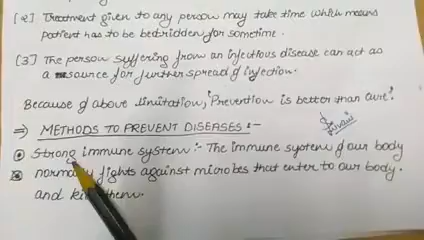 [2] Treatment given to any person may take time which means
patient has to be bedridden for sometime.
[3] The person suffering from an infectious disease can act as
a source for further spread of infection.
Because of above limitation, "Prevention is better than cure".
⇒ METHODS TO PREVENT DISEASES :-
Strong immune system :- The immune system of our body
normally fights against microbes that enter to our body.
and kill them.